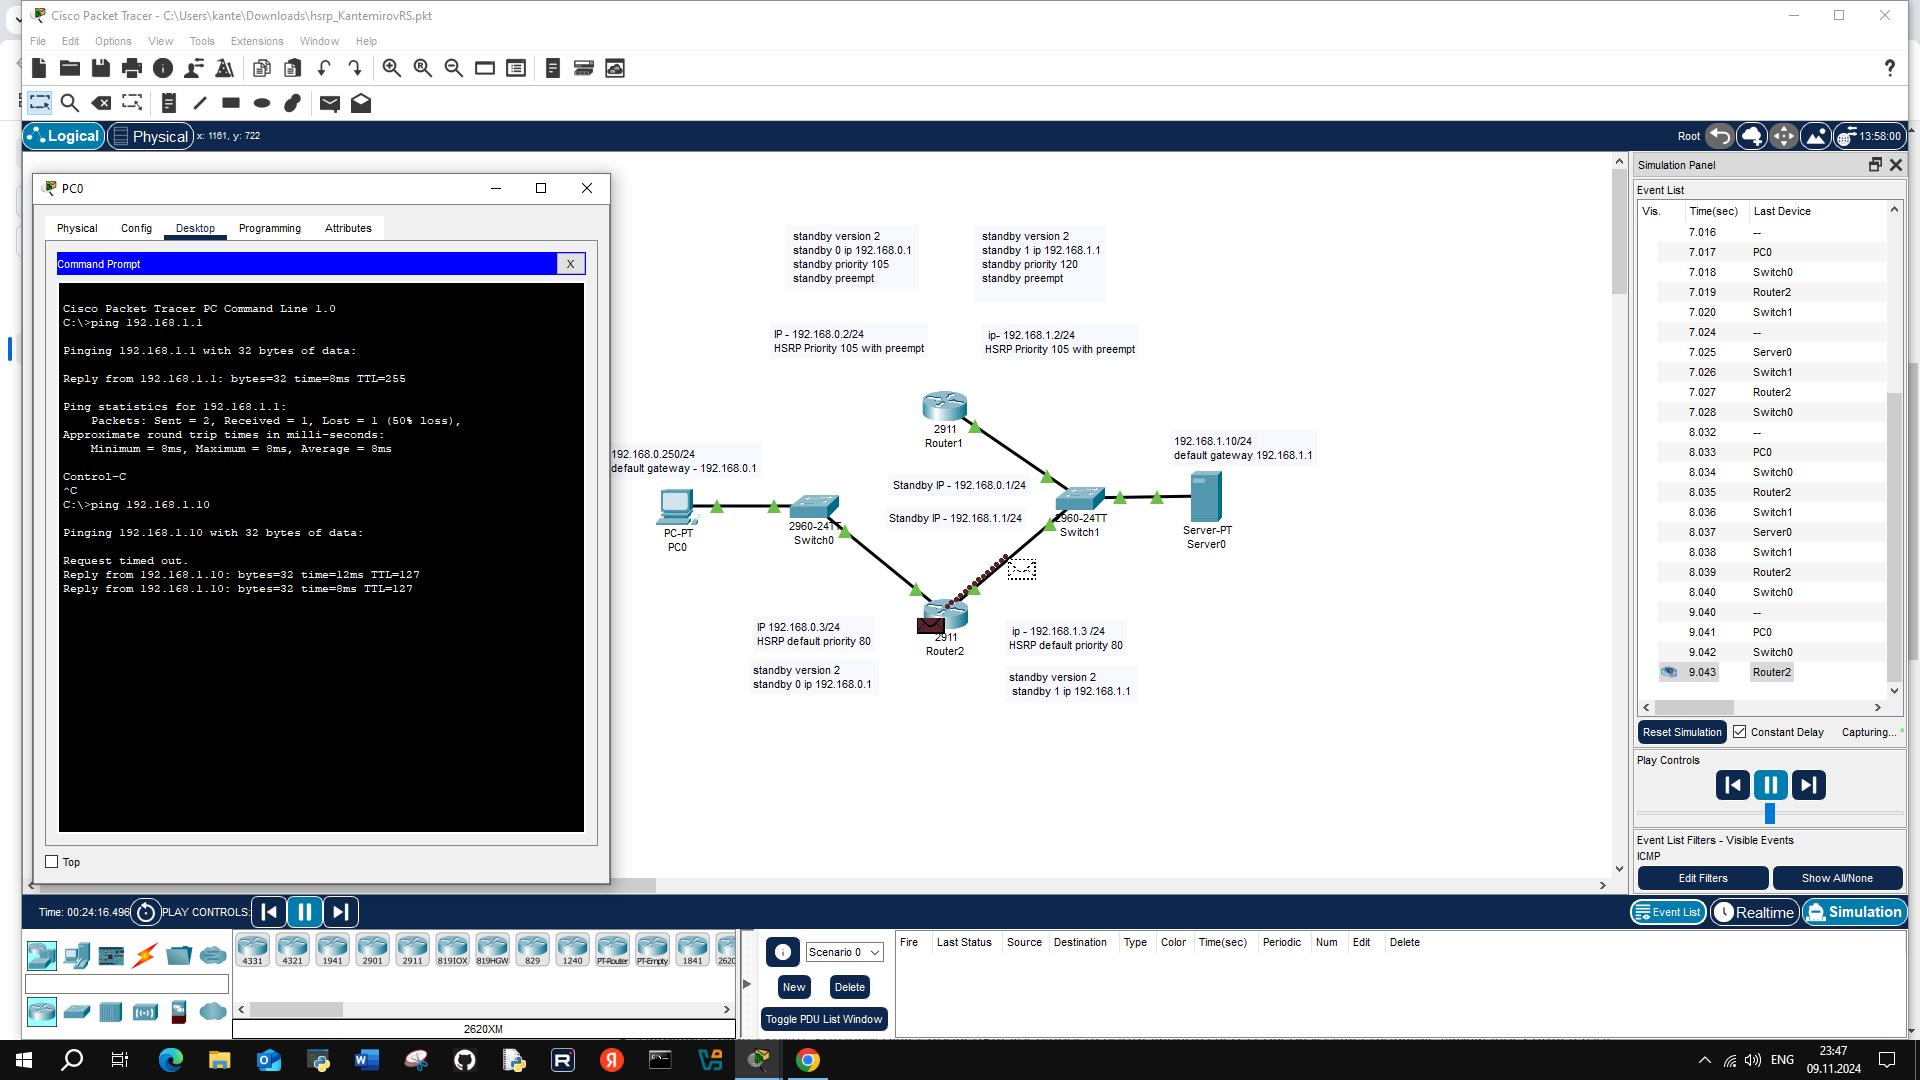 Cisco Packet Tracer - C:\Users\kante\Downloads\hsrp_KantemirovRS.pkt
File Edit Options View Tools Extensions Window Help
Logical Physical x: 1161, y: 722
Root 13:58:00
PC0
Physical Config Desktop Programming Attributes
Command Prompt X
Cisco Packet Tracer PC Command Line 1.0
C:\>ping 192.168.1.1
Pinging 192.168.1.1 with 32 bytes of data:
Reply from 192.168.1.1: bytes=32 time=8ms TTL=255
Ping statistics for 192.168.1.1:
Packets: Sent = 2, Received = 1, Lost = 1 (50% loss),
Approximate round trip times in milli-seconds:
Minimum = 8ms, Maximum = 8ms, Average = 8ms
Control-C
^C
C:\>ping 192.168.1.10
Pinging 192.168.1.10 with 32 bytes of data:
Request timed out.
Reply from 192.168.1.10: bytes=32 time=12ms TTL=127
Reply from 192.168.1.10: bytes=32 time=8ms TTL=127
Top
standby version 2
standby 0 ip 192.168.0.1
standby priority 105
standby preempt
standby version 2
standby 1 ip 192.168.1.1
standby priority 120
standby preempt
IP - 192.168.0.2/24
HSRP Priority 105 with preempt
ip- 192.168.1.2/24
HSRP Priority 105 with preempt
2911
Router1
192.168.0.250/24
default gateway - 192.168.0.1
192.168.1.10/24
default gateway 192.168.1.1
Standby IP - 192.168.0.1/24
Standby IP - 192.168.1.1/24
PC-PT
PC0
2960-24TT
Switch0
2960-24TT
Switch1
Server-PT
Server0
2911
Router2
IP 192.168.0.3/24
HSRP default priority 80
ip - 192.168.1.3 /24
HSRP default priority 80
standby version 2
standby 0 ip 192.168.0.1
standby version 2
standby 1 ip 192.168.1.1
Simulation Panel
Event List
Vis. Time(sec) Last Device
7.016 --
7.017 PC0
7.018 Switch0
7.019 Router2
7.020 Switch1
7.024 --
7.025 Server0
7.026 Switch1
7.027 Router2
7.028 Switch0
8.032 --
8.033 PC0
8.034 Switch0
8.035 Router2
8.036 Switch1
8.037 Server0
8.038 Switch1
8.039 Router2
8.040 Switch0
9.040 --
9.041 PC0
9.042 Switch0
9.043 Router2
Reset Simulation Constant Delay Capturing... *
Play Controls
Event List Filters - Visible Events
ICMP
Edit Filters Show All/None
Time: 00:24:16.496 PLAY CONTROLS:
Event List Realtime Simulation
4331 4321 1941 2901 2911 819IOX 819HGW 829 1240 PT-Router PT-Empty 1841 262
2620XM
Scenario 0
New Delete
Toggle PDU List Window
Fire Last Status Source Destination Type Color Time(sec) Periodic Num Edit Delete
ENG
23:47
09.11.2024